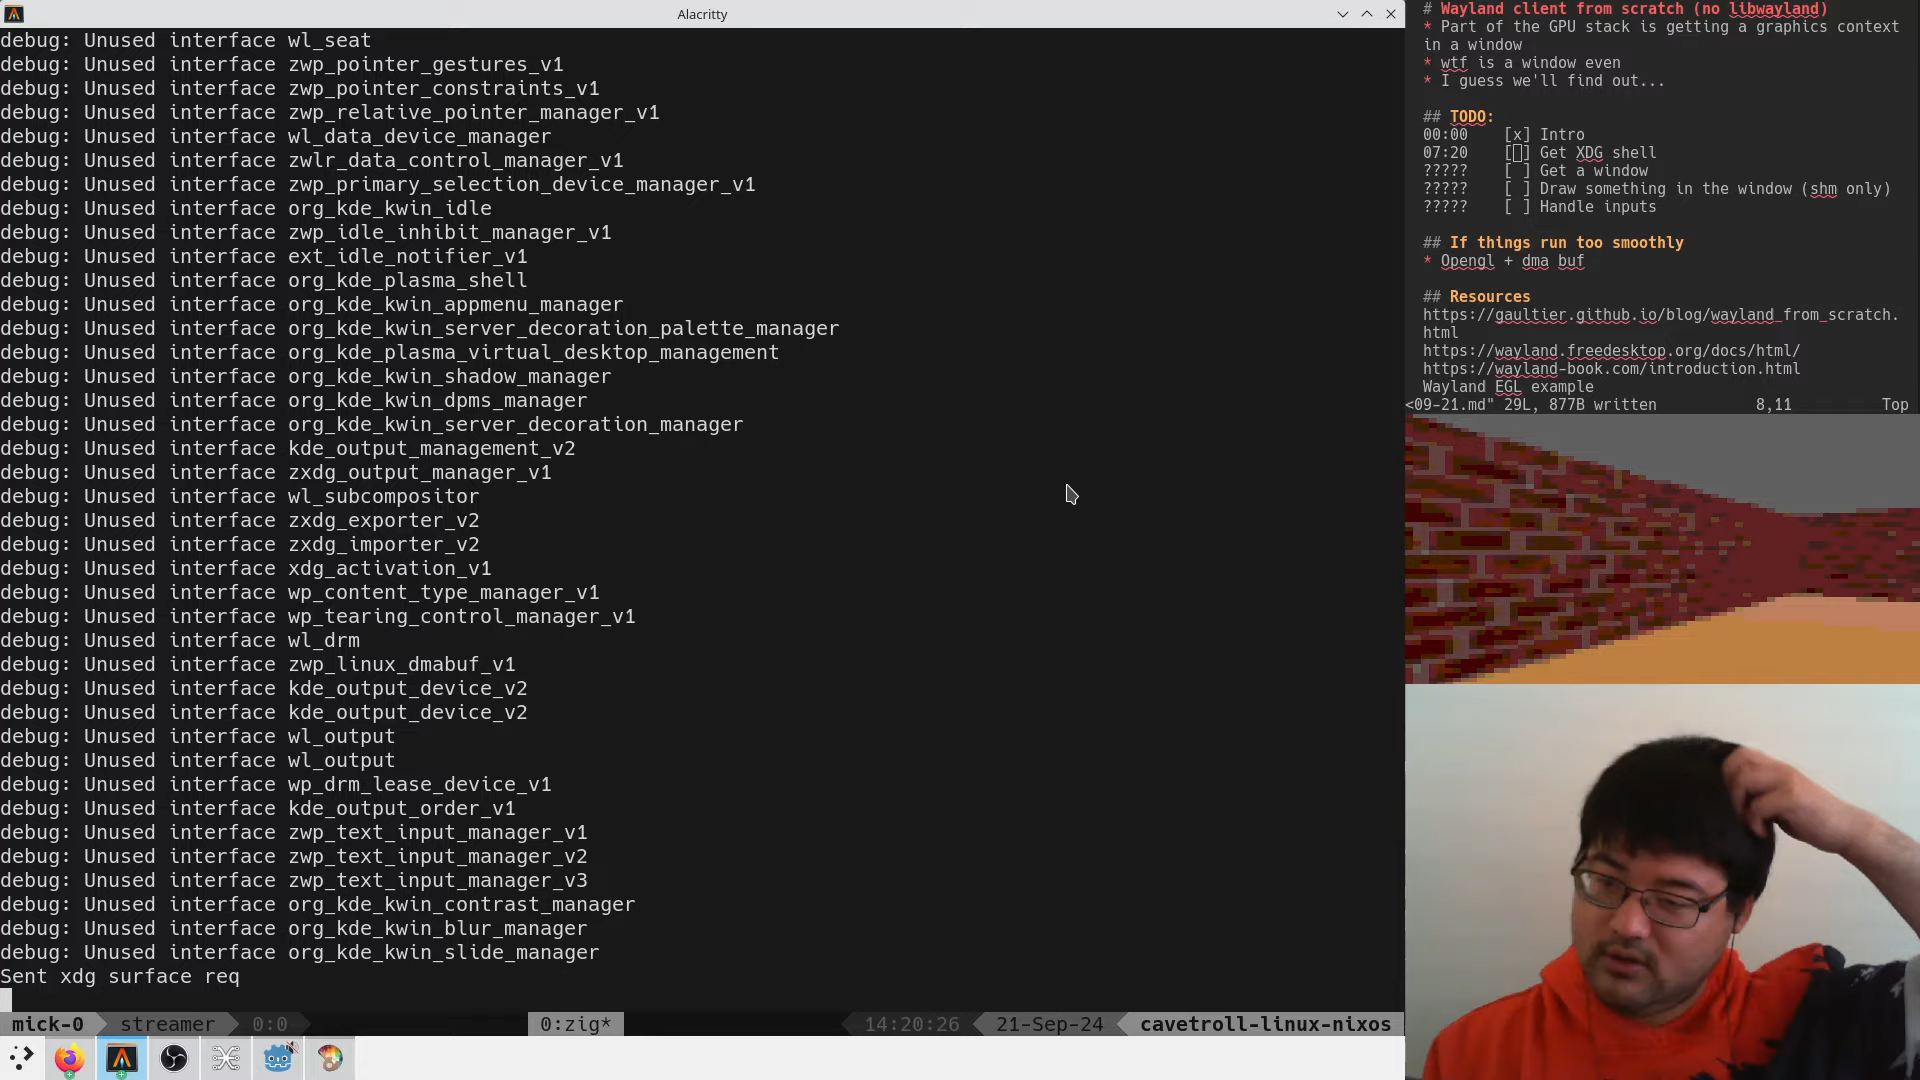 Alacritty
debug: Unused interface wl_seat
debug: Unused interface zwp_pointer_gestures_v1
debug: Unused interface zwp_pointer_constraints_v1
debug: Unused interface zwp_relative_pointer_manager_v1
debug: Unused interface wl_data_device_manager
debug: Unused interface zwlr_data_control_manager_v1
debug: Unused interface zwp_primary_selection_device_manager_v1
debug: Unused interface org_kde_kwin_idle
debug: Unused interface zwp_idle_inhibit_manager_v1
debug: Unused interface ext_idle_notifier_v1
debug: Unused interface org_kde_plasma_shell
debug: Unused interface org_kde_kwin_appmenu_manager
debug: Unused interface org_kde_kwin_server_decoration_palette_manager
debug: Unused interface org_kde_plasma_virtual_desktop_management
debug: Unused interface org_kde_kwin_shadow_manager
debug: Unused interface org_kde_kwin_dpms_manager
debug: Unused interface org_kde_kwin_server_decoration_manager
debug: Unused interface kde_output_management_v2
debug: Unused interface zxdg_output_manager_v1
debug: Unused interface wl_subcompositor
debug: Unused interface zxdg_exporter_v2
debug: Unused interface zxdg_importer_v2
debug: Unused interface xdg_activation_v1
debug: Unused interface wp_content_type_manager_v1
debug: Unused interface wp_tearing_control_manager_v1
debug: Unused interface wl_drm
debug: Unused interface zwp_linux_dmabuf_v1
debug: Unused interface kde_output_device_v2
debug: Unused interface kde_output_device_v2
debug: Unused interface wl_output
debug: Unused interface wl_output
debug: Unused interface wp_drm_lease_device_v1
debug: Unused interface kde_output_order_v1
debug: Unused interface zwp_text_input_manager_v1
debug: Unused interface zwp_text_input_manager_v2
debug: Unused interface zwp_text_input_manager_v3
debug: Unused interface org_kde_kwin_contrast_manager
debug: Unused interface org_kde_kwin_blur_manager
debug: Unused interface org_kde_kwin_slide_manager
Sent xdg surface req
mick-0 streamer 0:0 0:zig* 14:20:26 21-Sep-24 cavetroll-linux-nixos
# Wayland client from scratch (no libwayland)
* Part of the GPU stack is getting a graphics context
in a window
* wtf is a window even
* I guess we'll find out...
## TODO:
00:00 [x] Intro
07:20 [ ] Get XDG shell
????? [ ] Get a window
????? [ ] Draw something in the window (shm only)
????? [ ] Handle inputs
## If things run too smoothly
* Opengl + dma buf
## Resources
https://gaultier.github.io/blog/wayland_from_scratch.
html
https://wayland.freedesktop.org/docs/html/
https://wayland-book.com/introduction.html
Wayland EGL example
<09-21.md" 29L, 877B written 8,11 Top